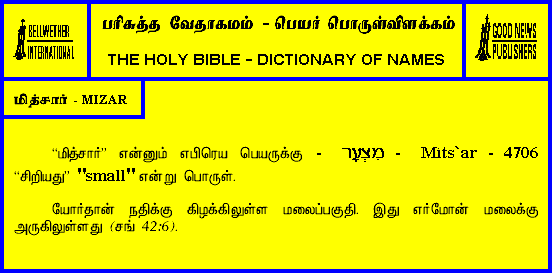 BELLWETHER
INTERNATIONAL
பரிசுத்த வேதாகமம் - பெயர் பொருள்விளக்கம்
THE HOLY BIBLE – DICTIONARY OF NAMES
GOOD NEWS
PUBLISHERS
மித்சார் - MIZAR
“மித்சார்” என்னும் எபிரெய பெயருக்கு - מִצְעָר - Mits`ar - 4706
“சிறியது” "small" என்று பொருள்.
யோர்தான் நதிக்கு கிழக்கிலுள்ள மலைப்பகுதி. இது எர்மோன் மலைக்கு
அருகிலுள்ளது (சங் 42:6).